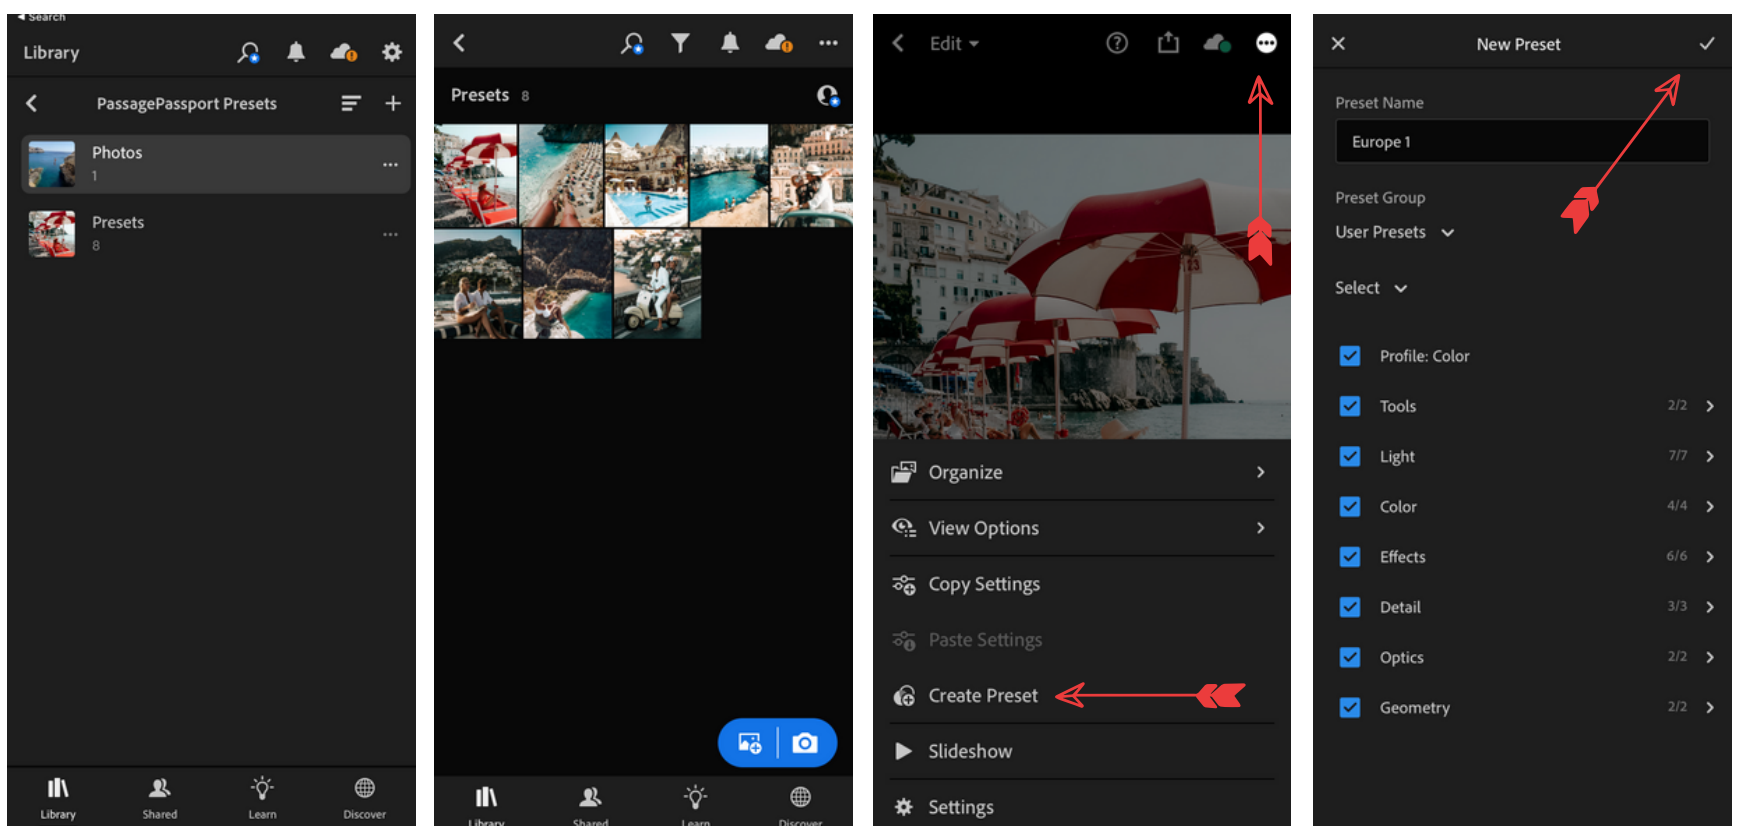 Search
Library
PassagePassport Presets
Photos
1
Presets
8
Library
Shared
Learn
Discover
Presets 8
Library
Shared
Learn
Discover
Edit
23
Organize
View Options
Copy Settings
Paste Settings
Create Preset
Slideshow
Settings
New Preset
Preset Name
Europe 1
Preset Group
User Presets
Select
Profile: Color
Tools 2/2
Light 7/7
Color 4/4
Effects 6/6
Detail 3/3
Optics 2/2
Geometry 2/2